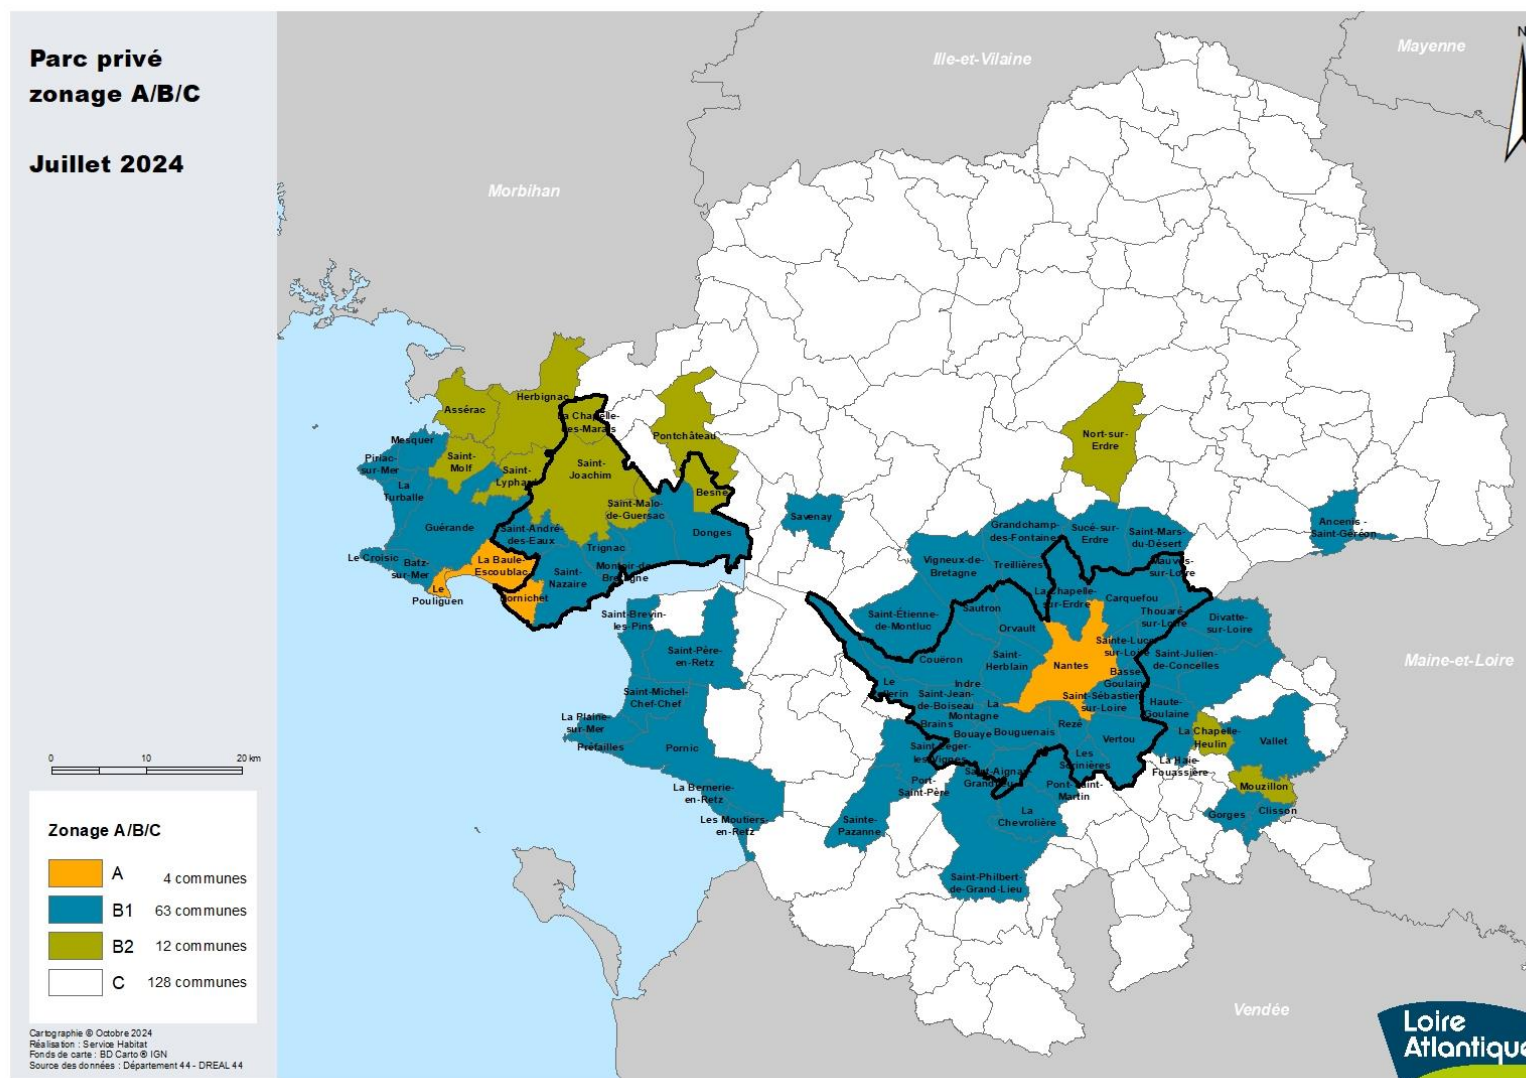 Parc privé
zonage A/B/C
Juillet 2024
Ille-et-Vilaine
Mayenne
N
Morbihan
Herbignac
Assérac
La Chapelle-
des-Marais
Mesquer
Pontchâteau
Nort-sur-
Erdre
Piriac-
sur-Mer
Saint-
Molf
Saint-
Lyphard
Saint-
Joachim
La
Turballe
Besné
Saint-Malo-
de-Guersac
Savenay
Ancenis -
Saint-Géréon
Guérande
Saint-André-
des-Eaux
Donges
Grandchamp-
des-Fontaines
Sucé-sur-
Erdre
Saint-Mars-
du-Désert
Le Croisic
Batz-
sur-Mer
La Baule-
Escoublac
Trignac
Saint-
Nazaire
Montoir-de-
Bretagne
Vigneux-de-
Bretagne
Treillières
Mauves-
sur-Loire
Le
Pouliguen
Pornichet
La Chapelle-
sur-Erdre
Carquefou
Saint-Brevin-
les-Pins
Saint-Étienne-
de-Montluc
Sautron
Orvault
Thouaré-
sur-Loire
Divatte-
sur-Loire
Sainte-Luce-
sur-Loire
Saint-Père-
en-Retz
Couëron
Saint-
Herblain
Nantes
Basse-
Goulaine
Saint-Julien-
de-Concelles
Maine-et-Loire
Le
Pellerin
Indre
Saint-Jean-
de-Boiseau
La
Montagne
Saint-Sébastien-
sur-Loire
Haute-
Goulaine
Saint-Michel-
Chef-Chef
La Plaine-
sur-Mer
Préfailles
Pornic
Brains
Bouaye
Bouguenais
Rezé
Vertou
La Chapelle-
Heulin
Vallet
Saint-Léger-
les-Vignes
Les
Sorinières
La Haie-
Fouassière
Saint-Aignan-
Grandlieu
Port-
Saint-Père
Pont-Saint-
Martin
Mouzillon
La Bernerie-
en-Retz
Les Moutiers-
en-Retz
Sainte-
Pazanne
La
Chevrolière
Gorges
Clisson
Saint-Philbert-
de-Grand-Lieu
0 10 20 km
Zonage A/B/C
A 4 communes
B1 63 communes
B2 12 communes
C 128 communes
Vendée
Cartographie © Octobre 2024
Réalisation : Service Habitat
Fonds de carte : BD Carto ® IGN
Source des données : Département 44 - DREAL 44
Loire
Atlantique